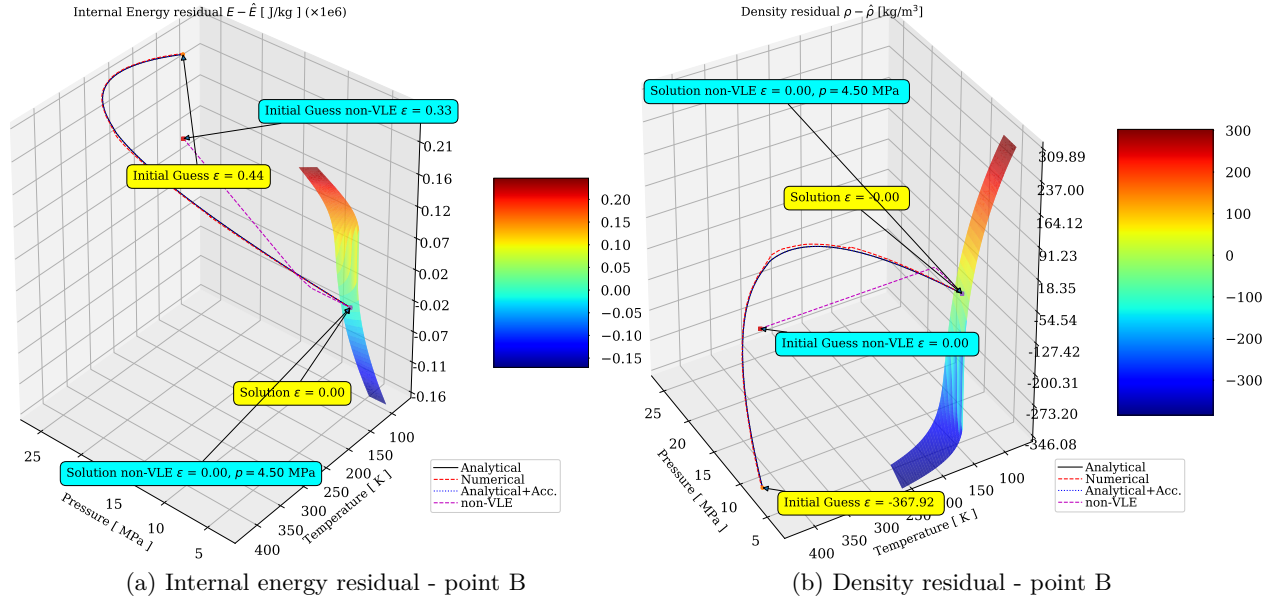 Internal Energy residual E − Ê [ J/kg ] (×1e6)
Initial Guess non-VLE ε = 0.33
Initial Guess ε = 0.44
Solution ε = 0.00
Solution non-VLE ε = 0.00, p = 4.50 MPa
0.21
0.16
0.12
0.07
0.02
-0.02
-0.07
-0.11
-0.16
25
15
10
5
Pressure [ MPa ]
100
150
200
250
300
350
400
Temperature [ K ]
0.20
0.15
0.10
0.05
0.00
−0.05
−0.10
−0.15
Analytical
Numerical
Analytical+Acc.
non-VLE
(a) Internal energy residual - point B
Density residual ρ − ρ̂ [kg/m³]
Solution non-VLE ε = 0.00, p = 4.50 MPa
Solution ε = -0.00
Initial Guess non-VLE ε = 0.00
Initial Guess ε = -367.92
309.89
237.00
164.12
91.23
18.35
-54.54
-127.42
-200.31
-273.20
-346.08
25
20
15
10
5
Pressure [ MPa ]
100
150
200
250
300
350
400
Temperature [ K ]
300
200
100
0
−100
−200
−300
Analytical
Numerical
Analytical+Acc.
non-VLE
(b) Density residual - point B